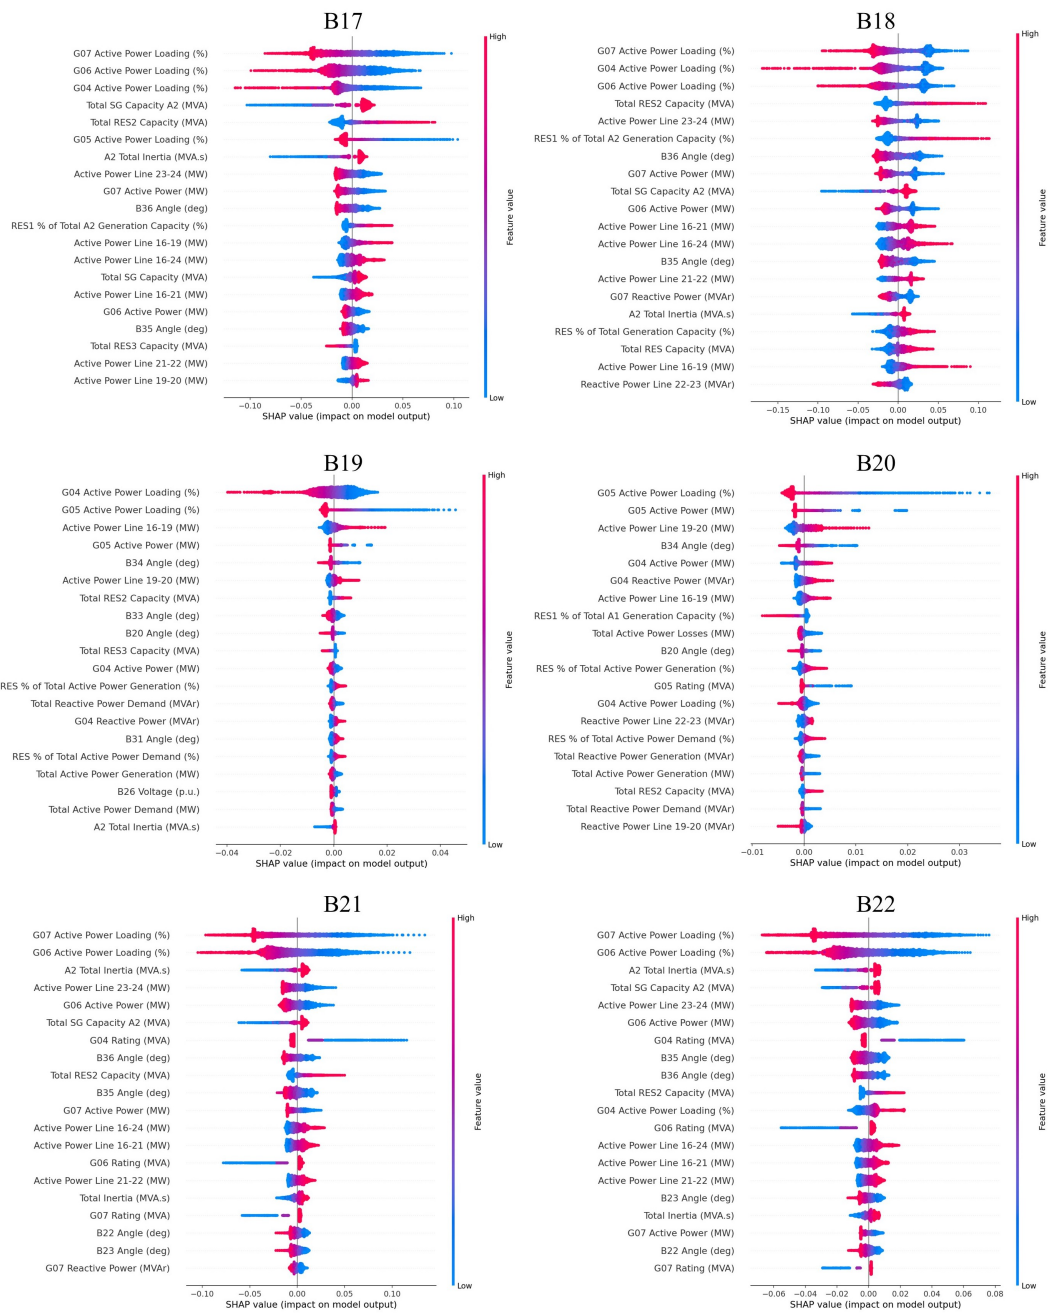 B17
High
G07 Active Power Loading (%)
G06 Active Power Loading (%)
G04 Active Power Loading (%)
Total SG Capacity A2 (MVA)
Total RES2 Capacity (MVA)
G05 Active Power Loading (%)
A2 Total Inertia (MVA.s)
Active Power Line 23-24 (MW)
G07 Active Power (MW)
B36 Angle (deg)
RES1 % of Total A2 Generation Capacity (%)
Active Power Line 16-19 (MW)
Active Power Line 16-24 (MW)
Total SG Capacity (MVA)
Active Power Line 16-21 (MW)
G06 Active Power (MW)
B35 Angle (deg)
Total RES3 Capacity (MVA)
Active Power Line 21-22 (MW)
Active Power Line 19-20 (MW)
Feature value
Low
−0.10 −0.05 0.00 0.05 0.10
SHAP value (impact on model output)
B18
High
G07 Active Power Loading (%)
G04 Active Power Loading (%)
G06 Active Power Loading (%)
Total RES2 Capacity (MVA)
Active Power Line 23-24 (MW)
RES1 % of Total A2 Generation Capacity (%)
B36 Angle (deg)
G07 Active Power (MW)
Total SG Capacity A2 (MVA)
G06 Active Power (MW)
Active Power Line 16-21 (MW)
Active Power Line 16-24 (MW)
B35 Angle (deg)
Active Power Line 21-22 (MW)
G07 Reactive Power (MVAr)
A2 Total Inertia (MVA.s)
RES % of Total Generation Capacity (%)
Total RES Capacity (MVA)
Active Power Line 16-19 (MW)
Reactive Power Line 22-23 (MVAr)
Feature value
Low
−0.15 −0.10 −0.05 0.00 0.05 0.10
SHAP value (impact on model output)
B19
High
G04 Active Power Loading (%)
G05 Active Power Loading (%)
Active Power Line 16-19 (MW)
G05 Active Power (MW)
B34 Angle (deg)
Active Power Line 19-20 (MW)
Total RES2 Capacity (MVA)
B33 Angle (deg)
B20 Angle (deg)
Total RES3 Capacity (MVA)
G04 Active Power (MW)
RES % of Total Active Power Generation (%)
Total Reactive Power Demand (MVAr)
G04 Reactive Power (MVAr)
B31 Angle (deg)
RES % of Total Active Power Demand (%)
Total Active Power Generation (MW)
B26 Voltage (p.u.)
Total Active Power Demand (MW)
A2 Total Inertia (MVA.s)
Feature value
Low
−0.04 −0.02 0.00 0.02 0.04
SHAP value (impact on model output)
B20
High
G05 Active Power Loading (%)
G05 Active Power (MW)
Active Power Line 19-20 (MW)
B34 Angle (deg)
G04 Active Power (MW)
G04 Reactive Power (MVAr)
Active Power Line 16-19 (MW)
RES1 % of Total A1 Generation Capacity (%)
Total Active Power Losses (MW)
B20 Angle (deg)
RES % of Total Active Power Generation (%)
G05 Rating (MVA)
G04 Active Power Loading (%)
Reactive Power Line 22-23 (MVAr)
RES % of Total Active Power Demand (%)
Total Reactive Power Generation (MVAr)
Total Active Power Generation (MW)
Total RES2 Capacity (MVA)
Total Reactive Power Demand (MVAr)
Reactive Power Line 19-20 (MVAr)
Feature value
Low
−0.01 0.00 0.01 0.02 0.03
SHAP value (impact on model output)
B21
High
G07 Active Power Loading (%)
G06 Active Power Loading (%)
A2 Total Inertia (MVA.s)
Active Power Line 23-24 (MW)
G06 Active Power (MW)
Total SG Capacity A2 (MVA)
G04 Rating (MVA)
B36 Angle (deg)
Total RES2 Capacity (MVA)
B35 Angle (deg)
G07 Active Power (MW)
Active Power Line 16-24 (MW)
Active Power Line 16-21 (MW)
G06 Rating (MVA)
Active Power Line 21-22 (MW)
Total Inertia (MVA.s)
G07 Rating (MVA)
B22 Angle (deg)
B23 Angle (deg)
G07 Reactive Power (MVAr)
Feature value
Low
−0.10 −0.05 0.00 0.05 0.10
SHAP value (impact on model output)
B22
High
G07 Active Power Loading (%)
G06 Active Power Loading (%)
A2 Total Inertia (MVA.s)
Total SG Capacity A2 (MVA)
Active Power Line 23-24 (MW)
G06 Active Power (MW)
G04 Rating (MVA)
B35 Angle (deg)
B36 Angle (deg)
Total RES2 Capacity (MVA)
G04 Active Power Loading (%)
G06 Rating (MVA)
Active Power Line 16-24 (MW)
Active Power Line 16-21 (MW)
Active Power Line 21-22 (MW)
B23 Angle (deg)
Total Inertia (MVA.s)
G07 Active Power (MW)
B22 Angle (deg)
G07 Rating (MVA)
Feature value
Low
−0.06 −0.04 −0.02 0.00 0.02 0.04 0.06 0.08
SHAP value (impact on model output)